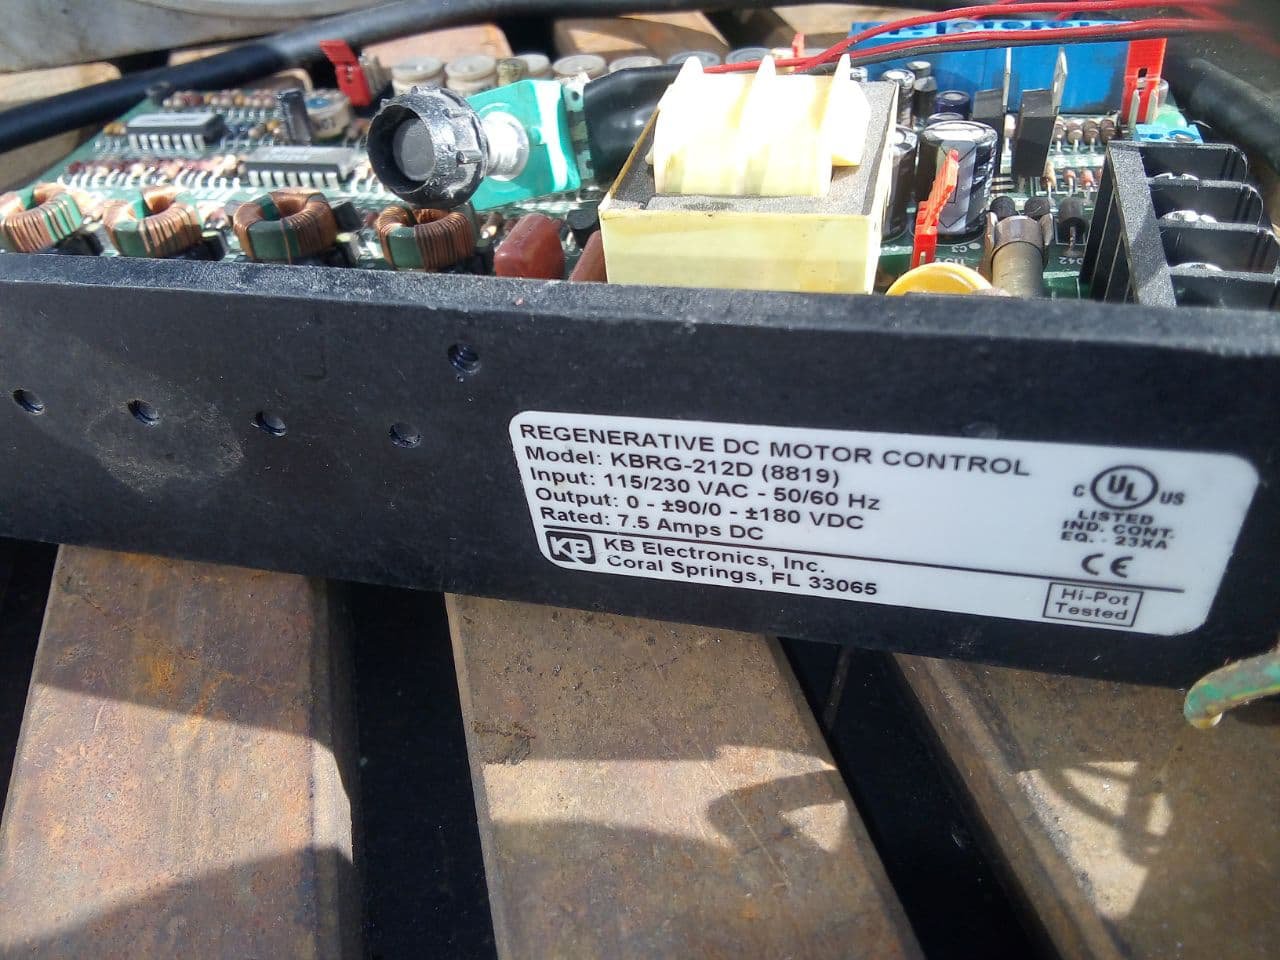 REGENERATIVE DC MOTOR CONTROL
Model: KBRG-212D (8819)
Input: 115/230 VAC - 50/60 Hz
Output: 0 - ±90/0 - ±180 VDC
Rated: 7.5 Amps DC
KB
KB Electronics, Inc.
Coral Springs, FL 33065
C UL US
LISTED
IND. CONT.
EQ. - 23XA
CE
Hi-Pot
Tested
C3